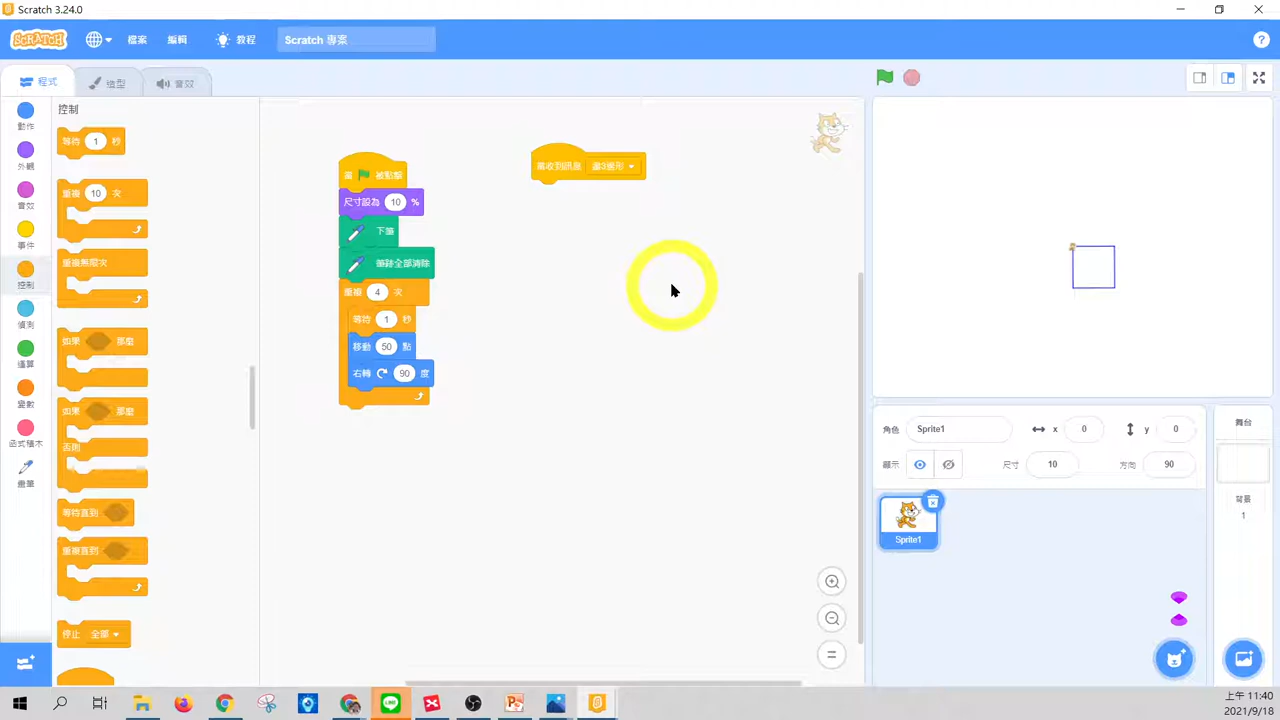 Scratch 3.24.0
SCRATCH
檔案
編輯
教程
Scratch 專案
程式
造型
音效
動作
外觀
音效
事件
控制
偵測
運算
變數
函式積木
畫筆
控制
等待 1 秒
重複 10 次
重複無限次
如果 那麼
如果 那麼
否則
等待直到
重複直到
停止 全部
當 被點擊
尺寸設為 10 %
下筆
筆跡全部清除
重複 4 次
等待 1 秒
移動 50 點
右轉 90 度
當收到訊息 畫3邊形
角色 Sprite1 x 0 y 0
顯示 尺寸 10 方向 90
Sprite1
舞台
背景
1
上午 11:40
2021/9/18